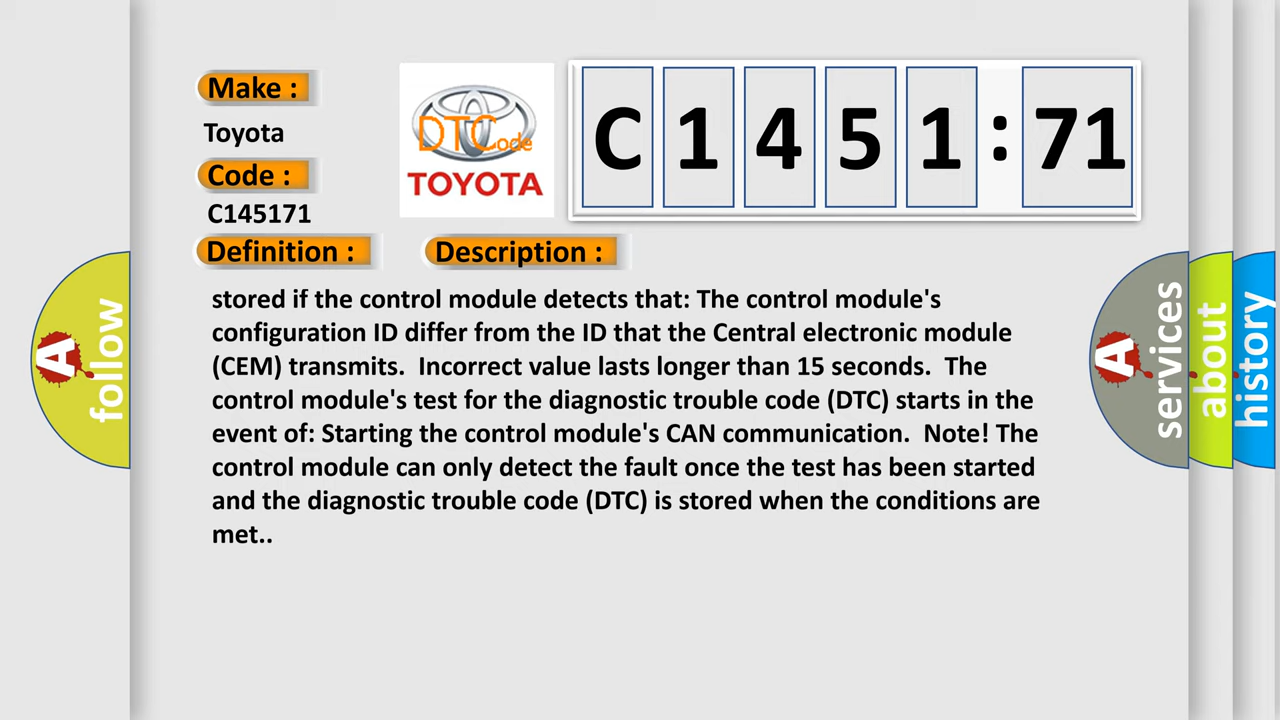 Make :
Toyota
Code :
C145171
DTCode
TOYOTA
C1451:71
Definition :
Description :
stored if the control module detects that: The control module's
configuration ID differ from the ID that the Central electronic module
(CEM) transmits. Incorrect value lasts longer than 15 seconds. The
control module's test for the diagnostic trouble code (DTC) starts in the
event of: Starting the control module's CAN communication. Note! The
control module can only detect the fault once the test has been started
and the diagnostic trouble code (DTC) is stored when the conditions are
met..
A follow
A services
about
history